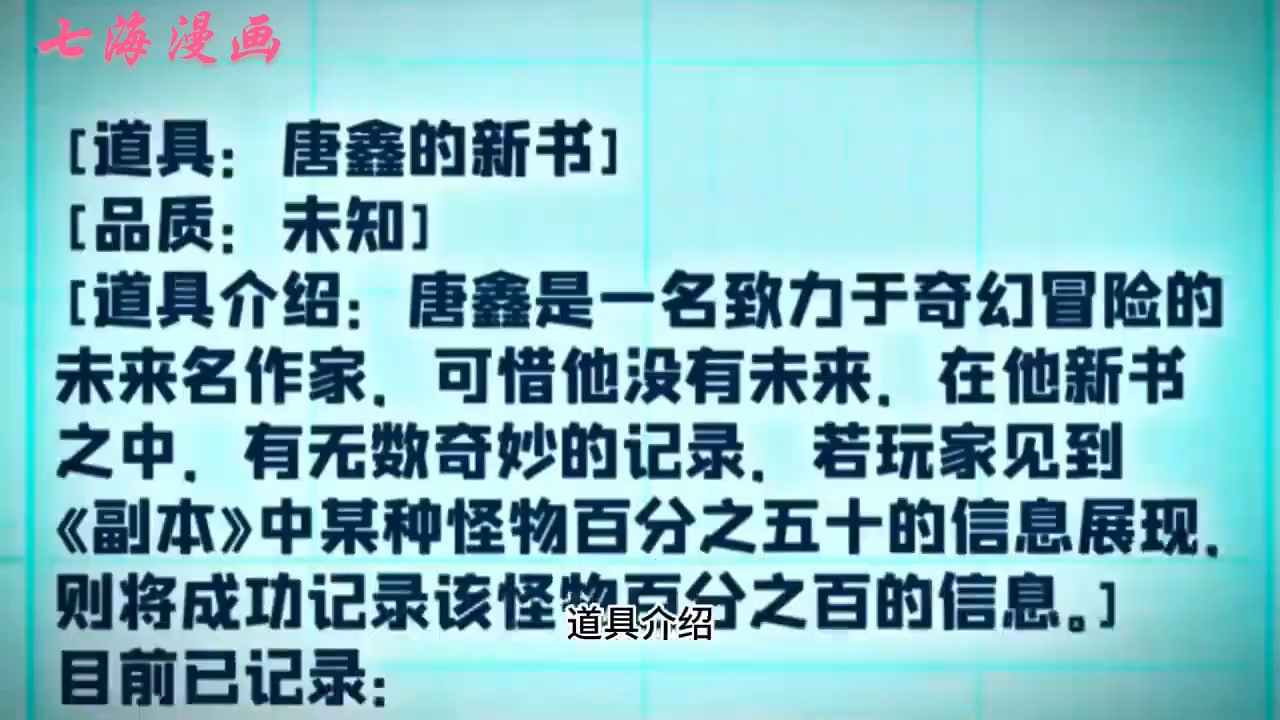 七海漫画
[道具：唐鑫的新书]
[品质：未知]
[道具介绍：唐鑫是一名致力于奇幻冒险的
未来名作家，可惜他没有未来，在他新书
之中，有无数奇妙的记录，若玩家见到
《副本》中某种怪物百分之五十的信息展现，
则将成功记录该怪物百分之百的信息。]
道具介绍
目前已记录：